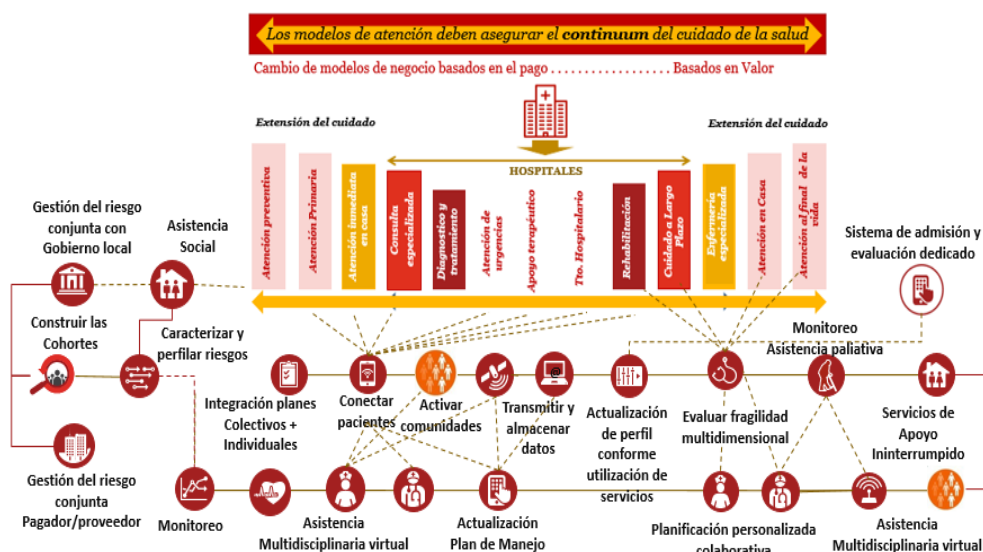 Los modelos de atención deben asegurar el continuum del cuidado de la salud
Cambio de modelos de negocio basados en el pago . . . . . . . . . . . . . . . . . . . Basados en Valor
Extensión del cuidado
Extensión del cuidado
HOSPITALES
Atención preventiva
Atención Primaria
Atención inmediata
en casa
Consulta
especializada
Diagnostico y
tratamiento
Atención de
urgencias
Apoyo terapéutico
Tto. Hospitalario
Rehabilitación
Cuidado a Largo
Plazo
Enfermería
especializada
Atención en Casa
Atención al final de la
vida
Gestión del riesgo
conjunta con
Gobierno local
Asistencia
Social
Sistema de admisión y
evaluación dedicado
Construir las
Cohortes
Caracterizar y
perfilar riesgos
Monitoreo
Asistencia paliativa
Integración planes
Colectivos +
Individuales
Conectar
pacientes
Activar
comunidades
Transmitir y
almacenar
datos
Actualización
de perfil
conforme
utilización de
servicios
Evaluar fragilidad
multidimensional
Servicios de
Apoyo
Ininterrumpido
Gestión del riesgo
conjunta
Pagador/proveedor
Monitoreo
Asistencia
Multidisciplinaria virtual
Actualización
Plan de Manejo
Planificación personalizada
colaborativa
Asistencia
Multidisciplinaria virtual